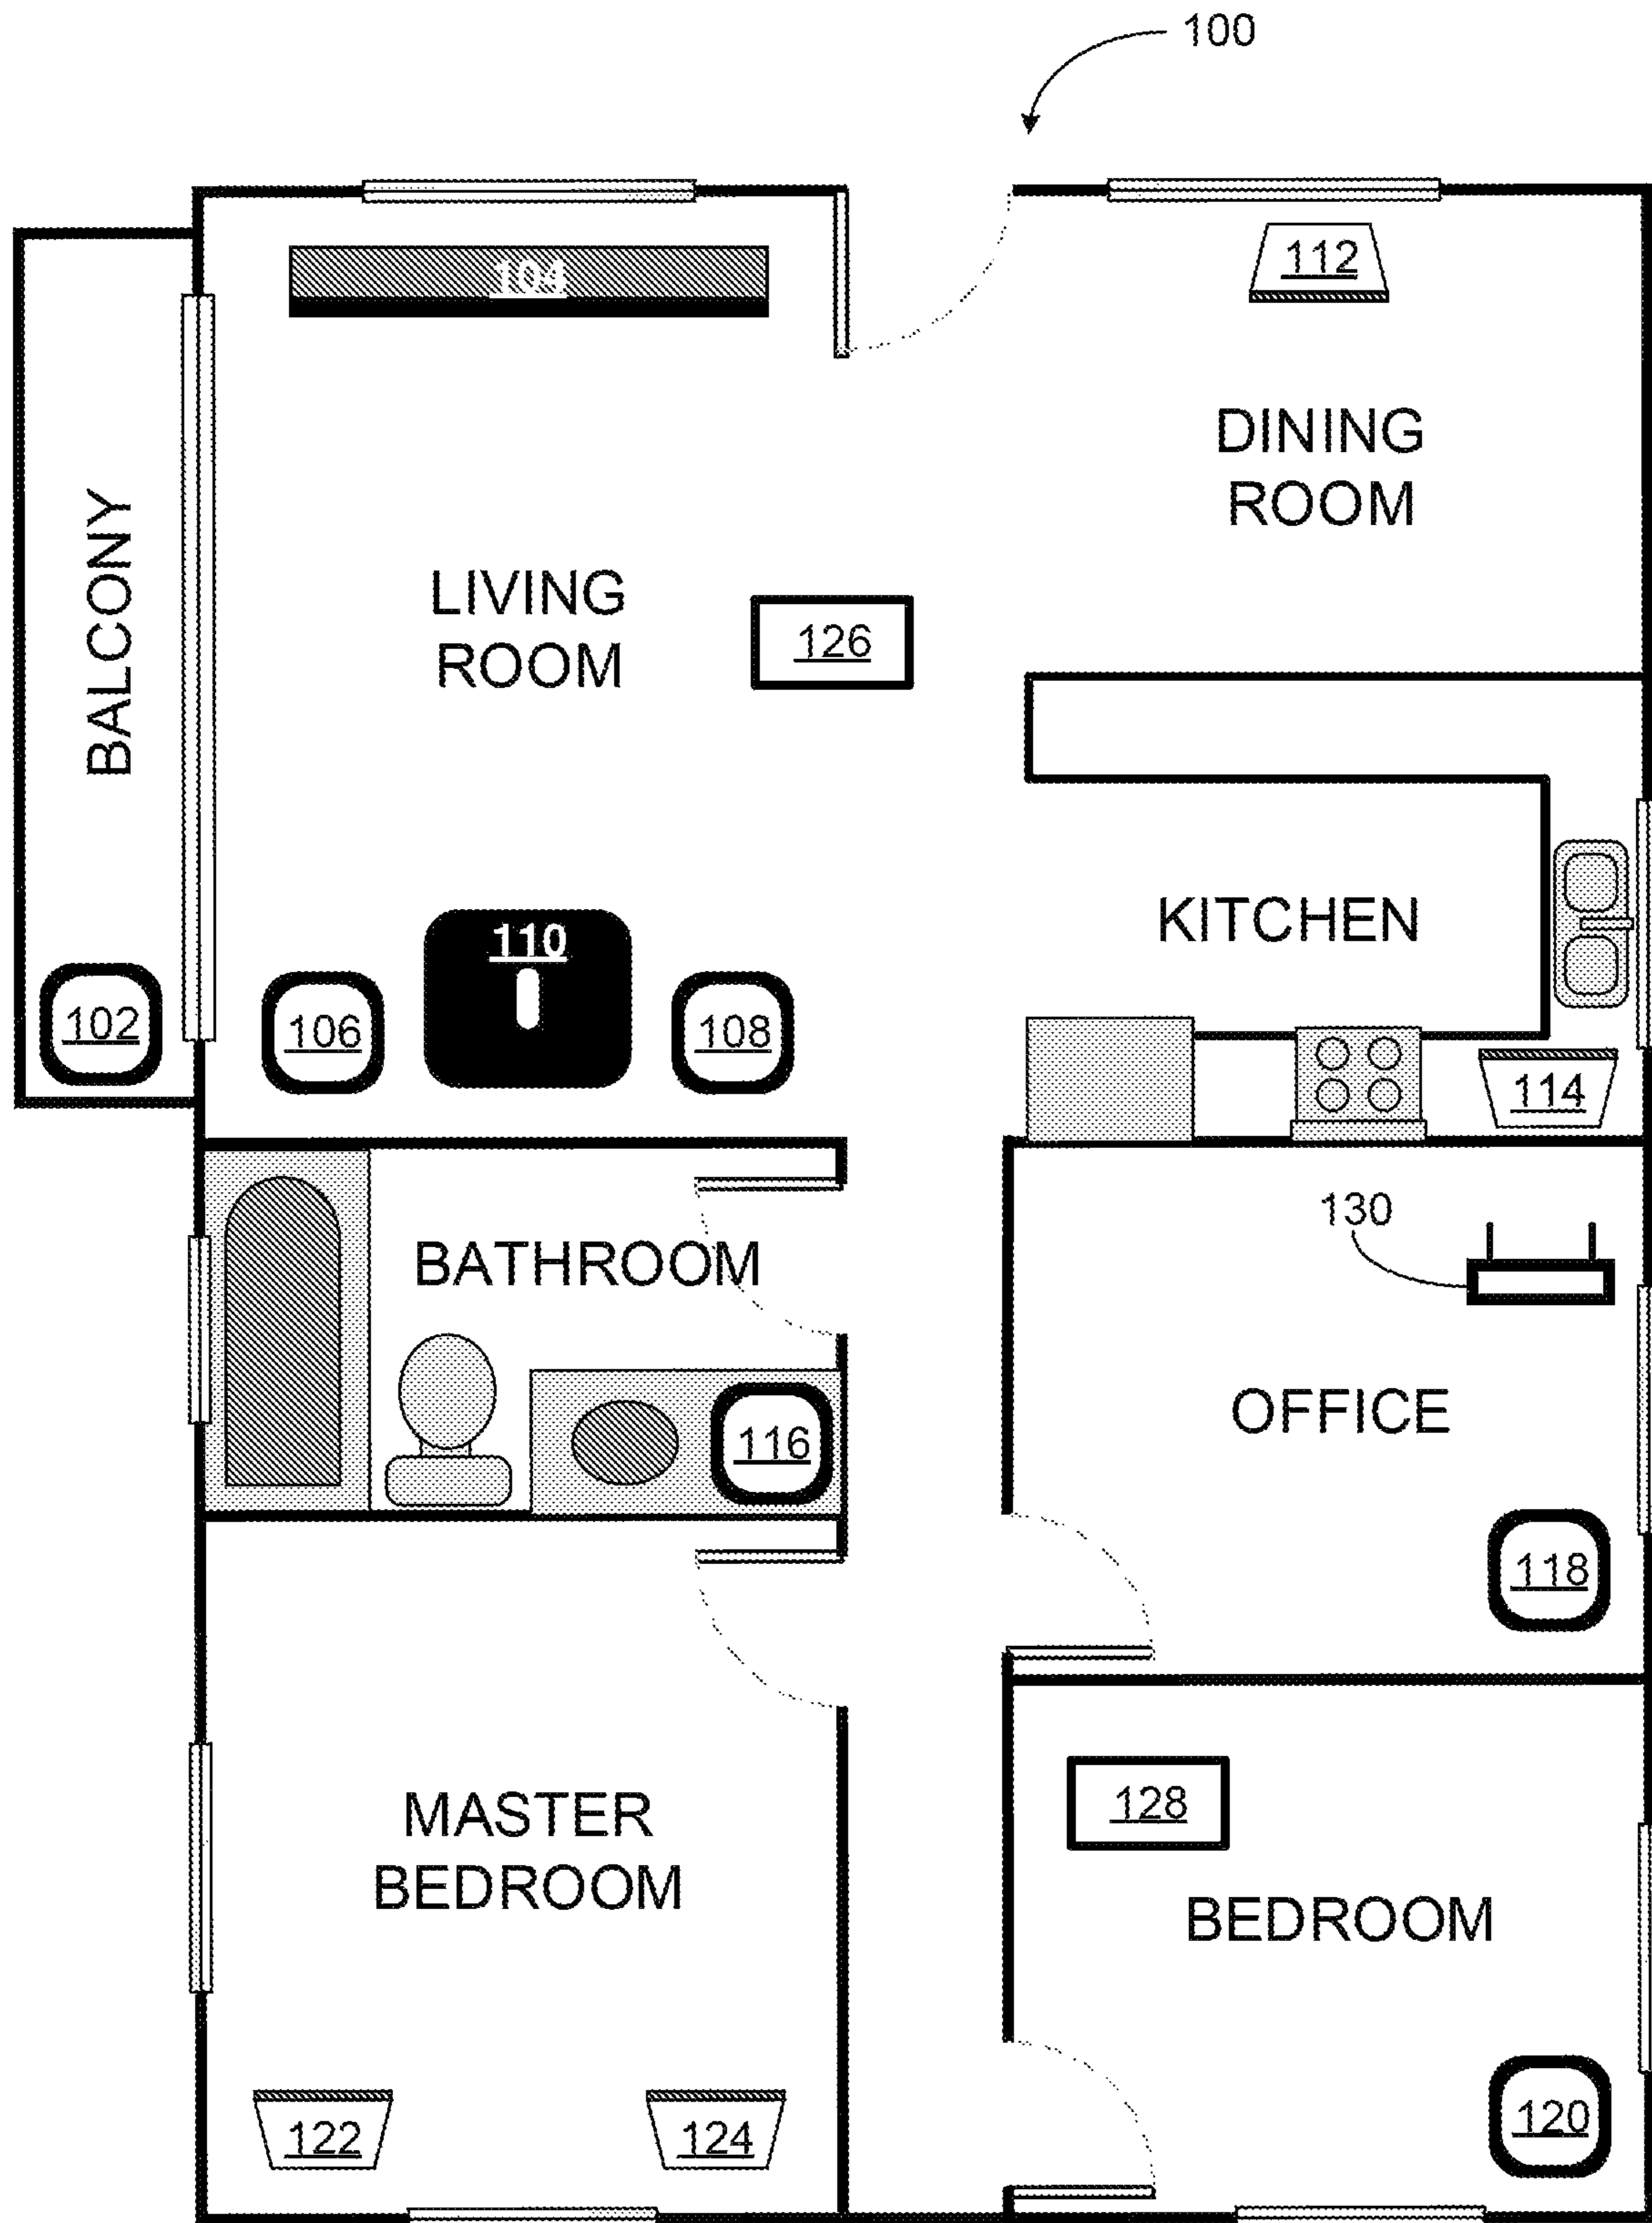 100
104
112
DINING
ROOM
BALCONY
LIVING
ROOM
126
KITCHEN
110
102
106
108
114
130
BATHROOM
OFFICE
116
118
MASTER
BEDROOM
128
BEDROOM
122
124
120